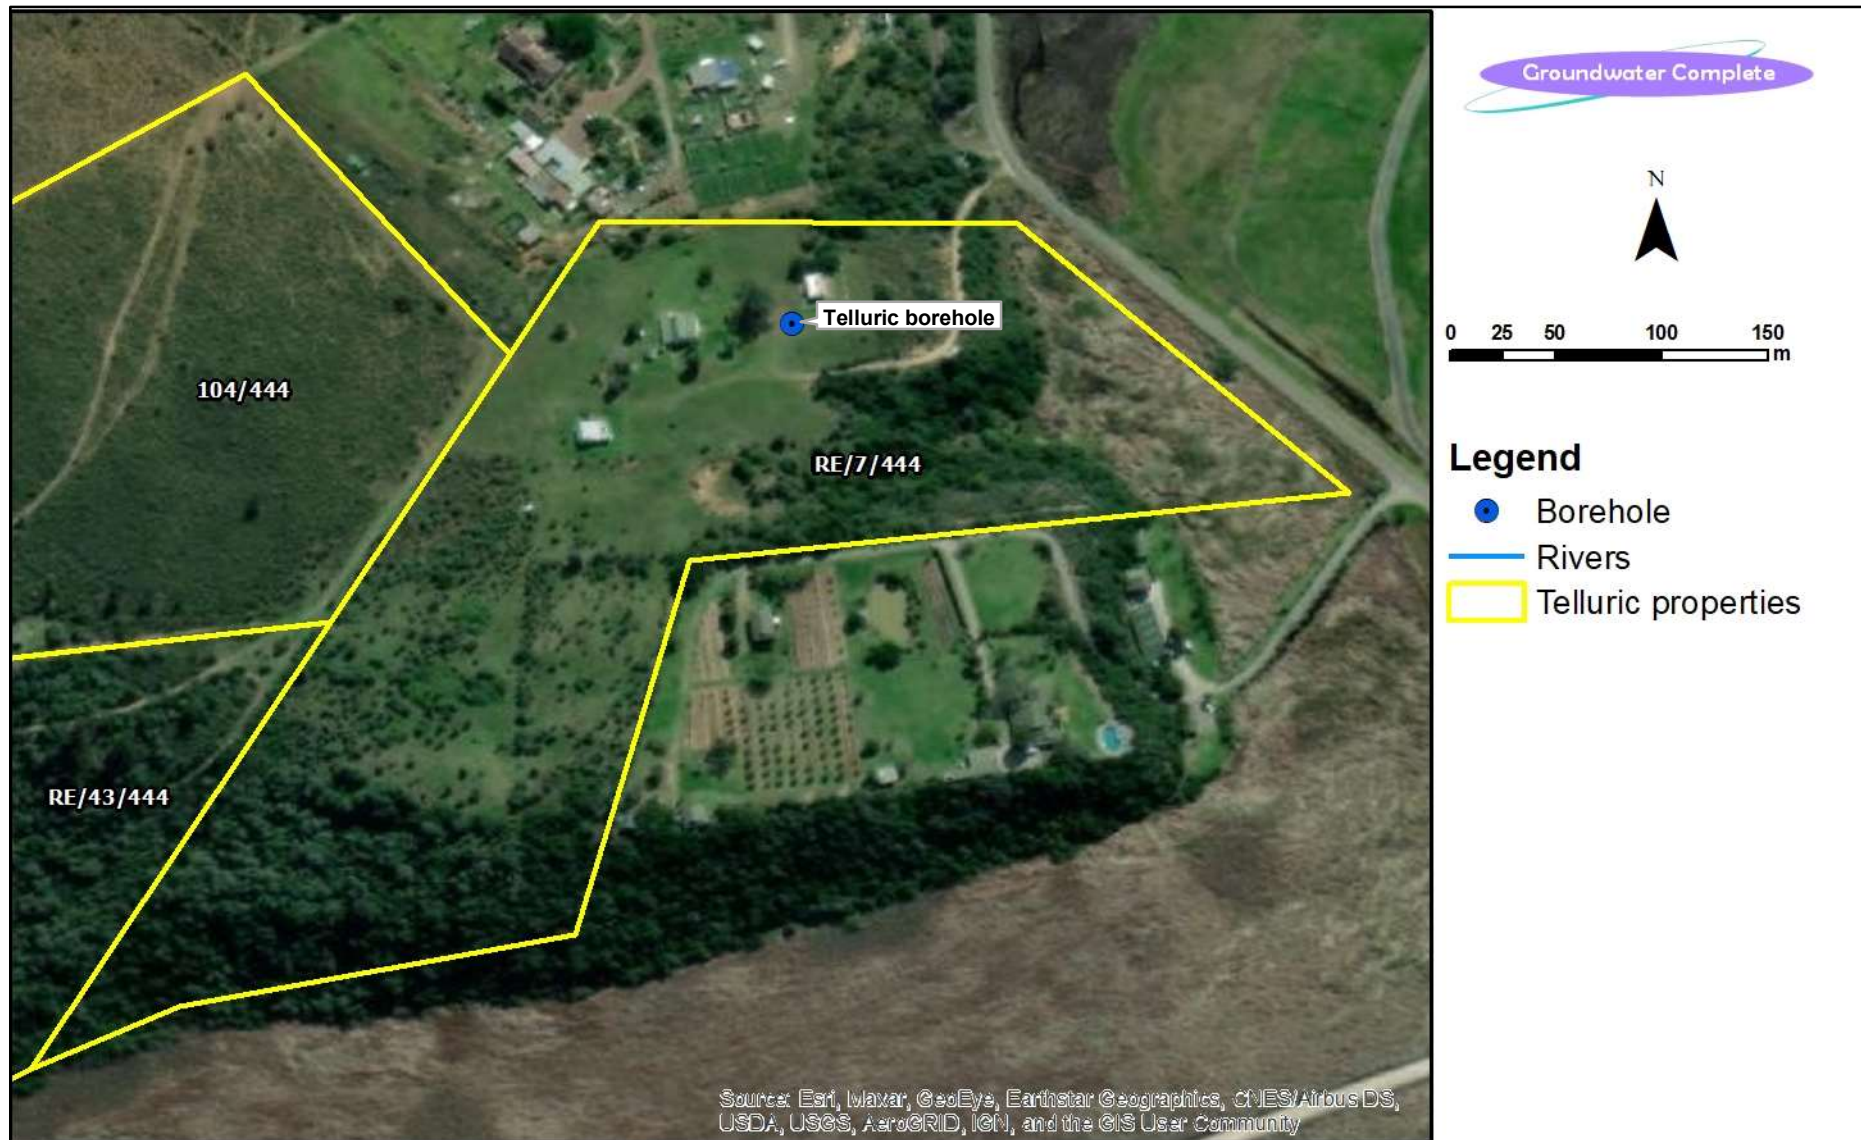 Groundwater Complete
N
0 25 50 100 150
m
Legend
Borehole
Rivers
Telluric properties
Telluric borehole
104/444
RE/7/444
RE/43/444
Source: Esri, Maxar, GeoEye, Earthstar Geographics, CNES/Airbus DS,
USDA, USGS, AeroGRID, IGN, and the GIS User Community